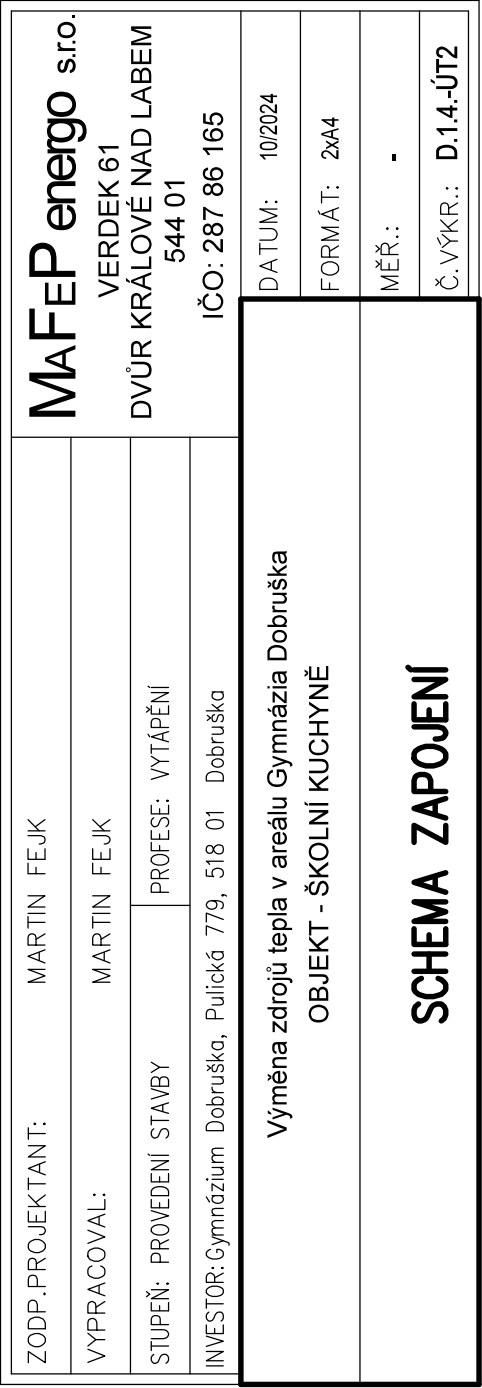 ZODP.PROJEKTANT: MARTIN FEJK
VYPRACOVAL: MARTIN FEJK
STUPEŇ: PROVEDENÍ STAVBY PROFESE: VYTÁPĚNÍ
INVESTOR: Gymnázium Dobruška, Pulická 779, 518 01 Dobruška
MAFEP energo s.r.o.
VERDEK 61
DVŮR KRÁLOVÉ NAD LABEM
544 01
IČO: 287 86 165
Výměna zdrojů tepla v areálu Gymnázia Dobruška
OBJEKT - ŠKOLNÍ KUCHYNĚ
SCHEMA ZAPOJENÍ
DATUM: 10/2024
FORMÁT: 2xA4
MĚŘ.: -
Č.VÝKR.: D.1.4.-ÚT2